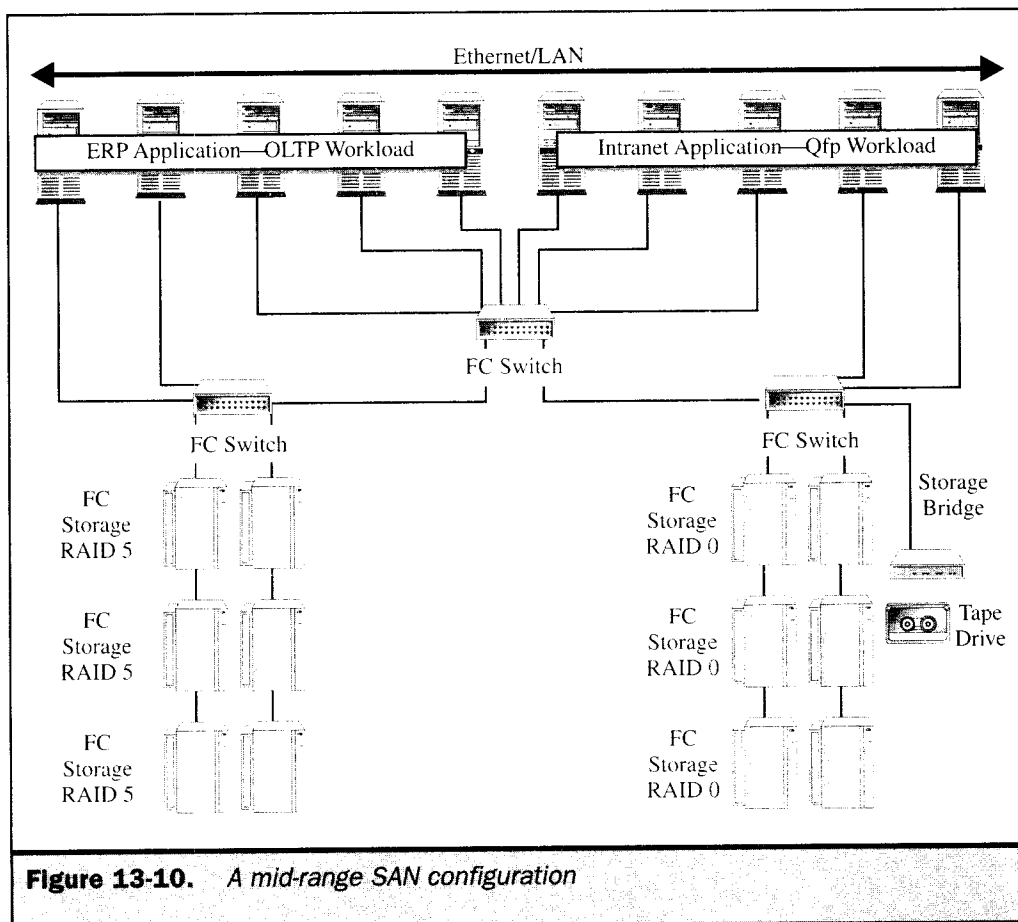 Ethernet/LAN
ERP Application—OLTP Workload
Intranet Application—Qfp Workload
FC Switch
FC Switch
FC Switch
FC
Storage
RAID 5
FC
Storage
RAID 0
Storage
Bridge
FC
Storage
RAID 5
FC
Storage
RAID 0
Tape
Drive
FC
Storage
RAID 5
FC
Storage
RAID 0
Figure 13-10. A mid-range SAN configuration